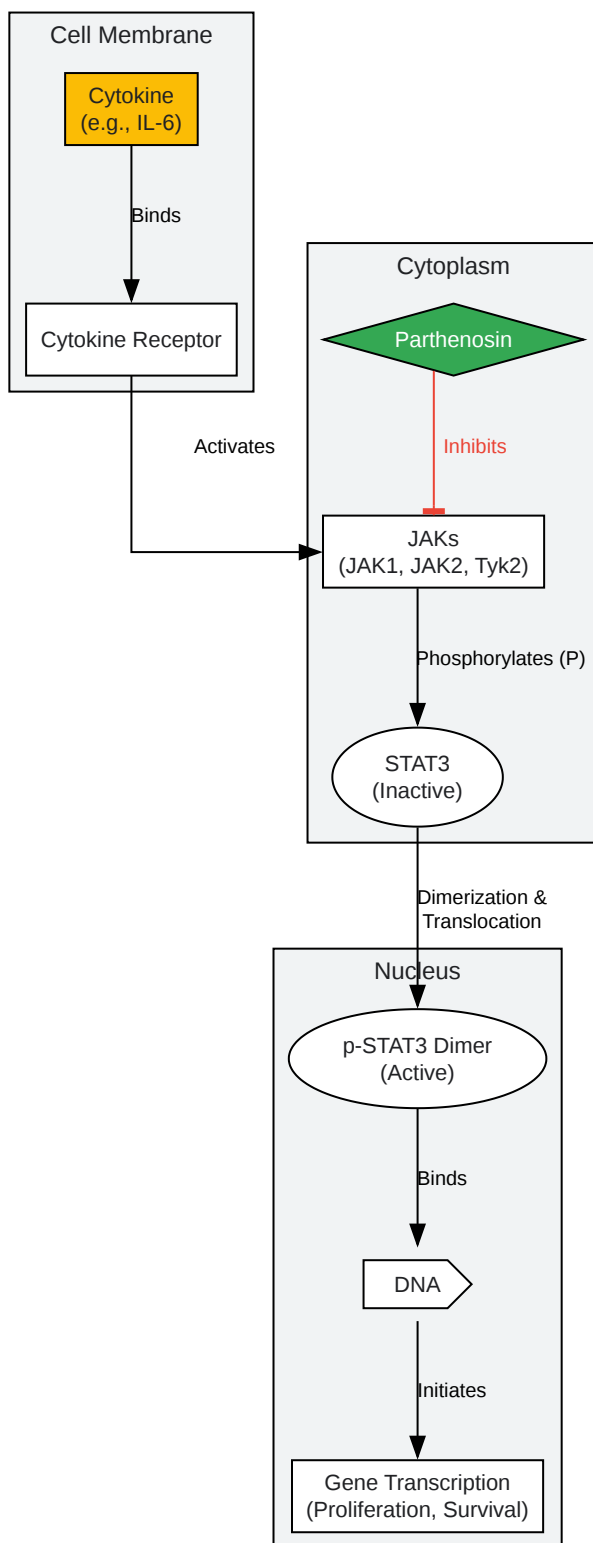 Cell Membrane
Cytokine
(e.g., IL-6)
Binds
Cytokine Receptor
Activates
Cytoplasm
Parthenosin
Inhibits
JAKs
(JAK1, JAK2, Tyk2)
Phosphorylates (P)
STAT3
(Inactive)
Dimerization &
Translocation
Nucleus
p-STAT3 Dimer
(Active)
Binds
DNA
Initiates
Gene Transcription
(Proliferation, Survival)